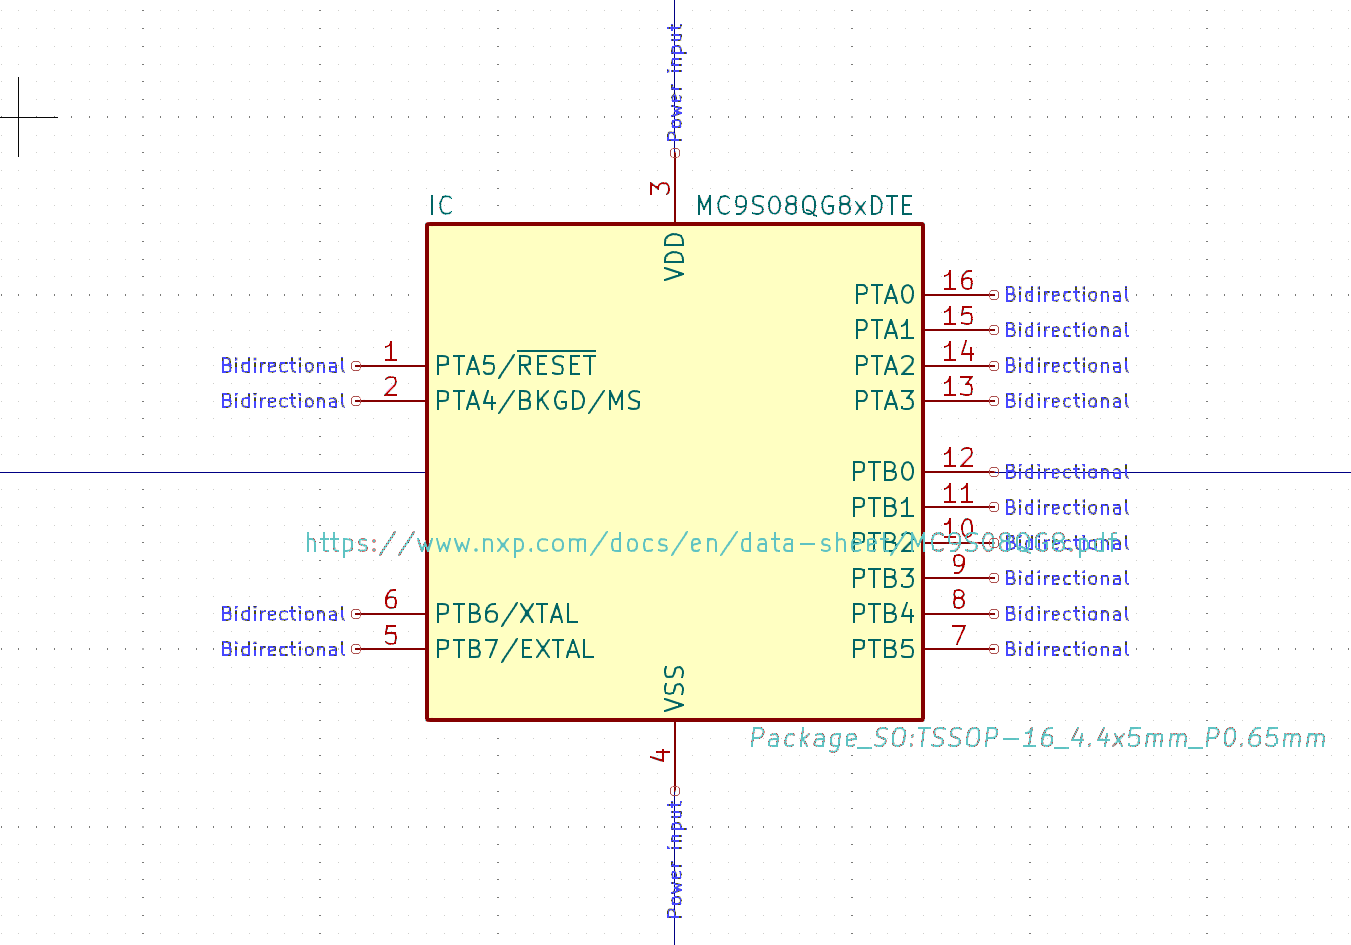 Power input
3
IC MC9S08QG8xDTE
VDD
PTA0 16 Bidirectional
PTA1 15 Bidirectional
Bidirectional 1 PTA5/RESET PTA2 14 Bidirectional
Bidirectional 2 PTA4/BKGD/MS PTA3 13 Bidirectional
PTB0 12 Bidirectional
PTB1 11 Bidirectional
https://www.nxp.com/docs/en/data-sheet/MC9S08QG8.pdf
PTB2 10 Bidirectional
PTB3 9 Bidirectional
Bidirectional 6 PTB6/XTAL PTB4 8 Bidirectional
Bidirectional 5 PTB7/EXTAL PTB5 7 Bidirectional
VSS
Package_SO:TSSOP-16_4.4x5mm_P0.65mm
4
Power input